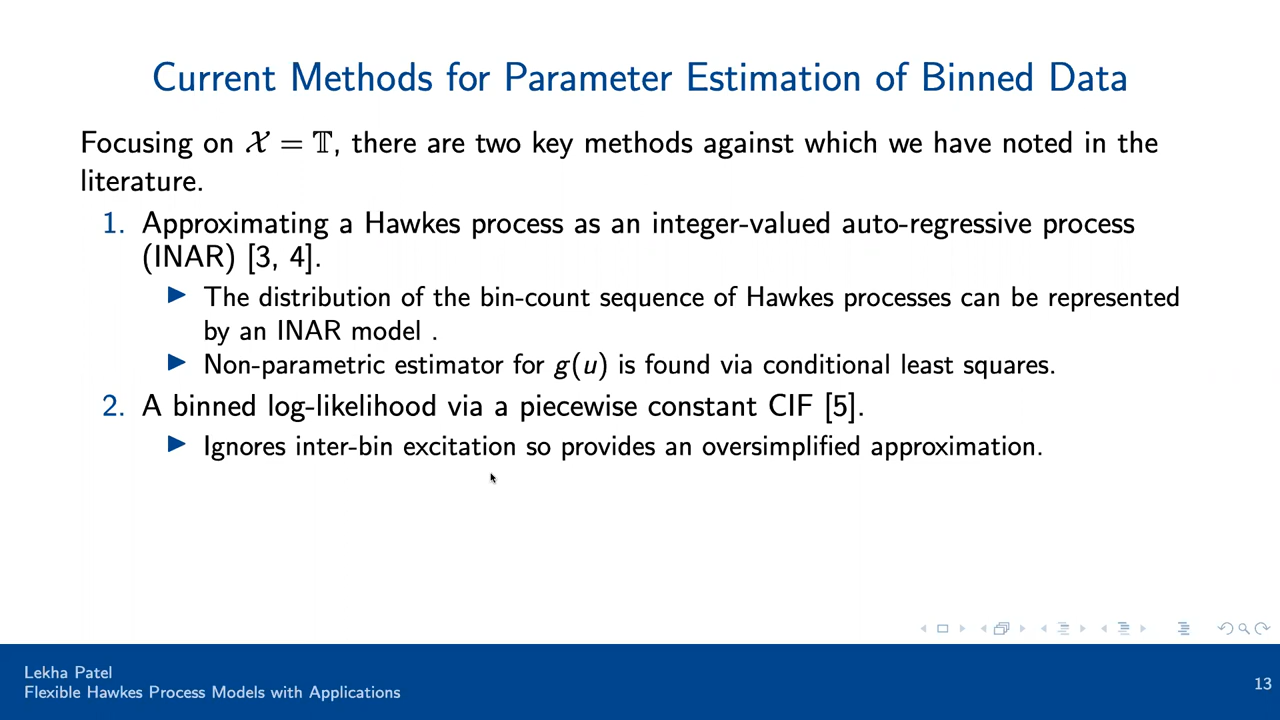 Current Methods for Parameter Estimation of Binned Data
Focusing on 𝒳 = 𝕋, there are two key methods against which we have noted in the
literature.
1. Approximating a Hawkes process as an integer-valued auto-regressive process
(INAR) [3, 4].
▶ The distribution of the bin-count sequence of Hawkes processes can be represented
by an INAR model .
▶ Non-parametric estimator for g(u) is found via conditional least squares.
2. A binned log-likelihood via a piecewise constant CIF [5].
▶ Ignores inter-bin excitation so provides an oversimplified approximation.
Lekha Patel
Flexible Hawkes Process Models with Applications
13